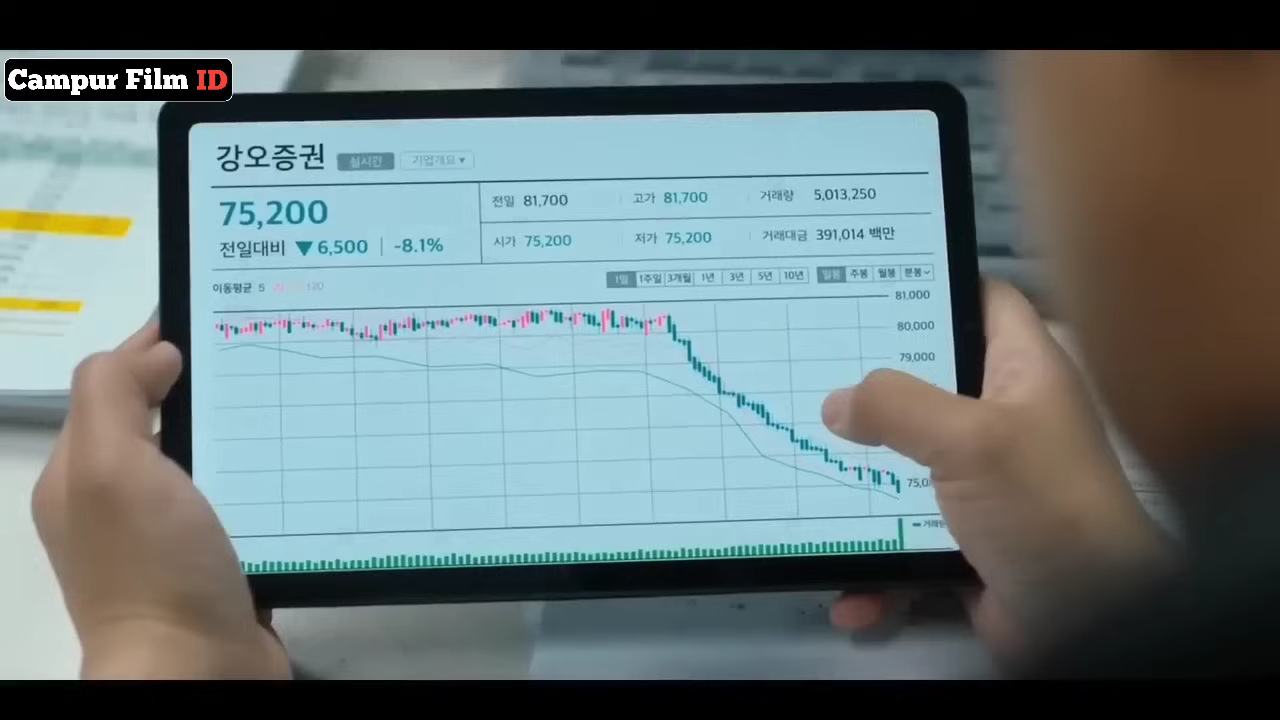 Campur Film ID
강오증권 실시간 기업개요▼
75,200
전일대비 ▼6,500 | -8.1%
전일 81,700 고가 81,700 거래량 5,013,250
시가 75,200 저가 75,200 거래대금 391,014 백만
이동평균 5 20 120
1일 1주일 3개월 1년 3년 5년 10년 일봉 주봉 월봉 분봉
81,000
80,000
79,000
75,0